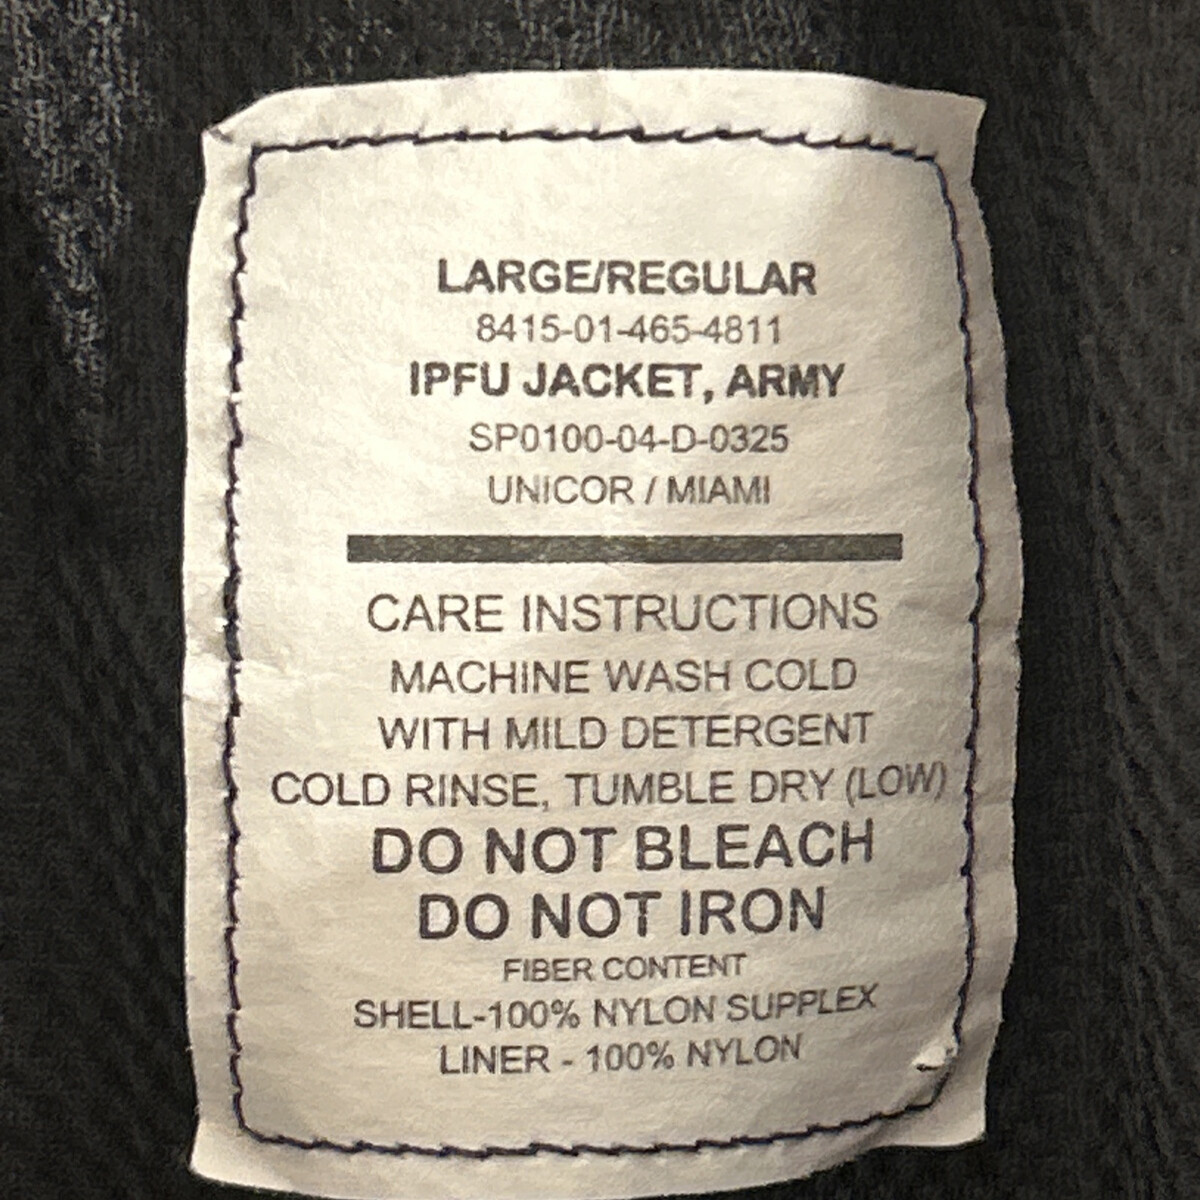 LARGE/REGULAR
8415-01-465-4811
IPFU JACKET, ARMY
SP0100-04-D-0325
UNICOR / MIAMI
CARE INSTRUCTIONS
MACHINE WASH COLD
WITH MILD DETERGENT
COLD RINSE, TUMBLE DRY (LOW)
DO NOT BLEACH
DO NOT IRON
FIBER CONTENT
SHELL-100% NYLON SUPPLEX
LINER - 100% NYLON